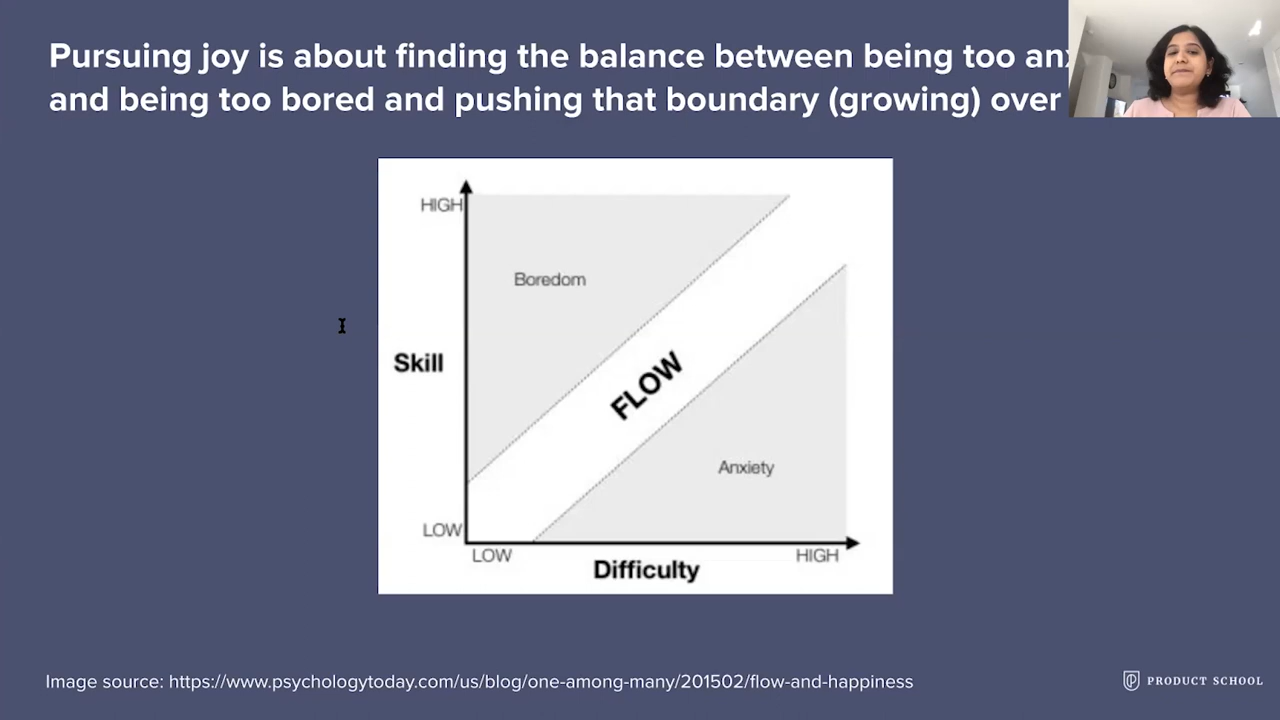 Pursuing joy is about finding the balance between being too
and being too bored and pushing that boundary (growing) over
HIGH
Boredom
Skill
FLOW
Anxiety
LOW
LOW
HIGH
Difficulty
Image source: https://www.psychologytoday.com/us/blog/one-among-many/201502/flow-and-happiness
PRODUCT SCHOOL